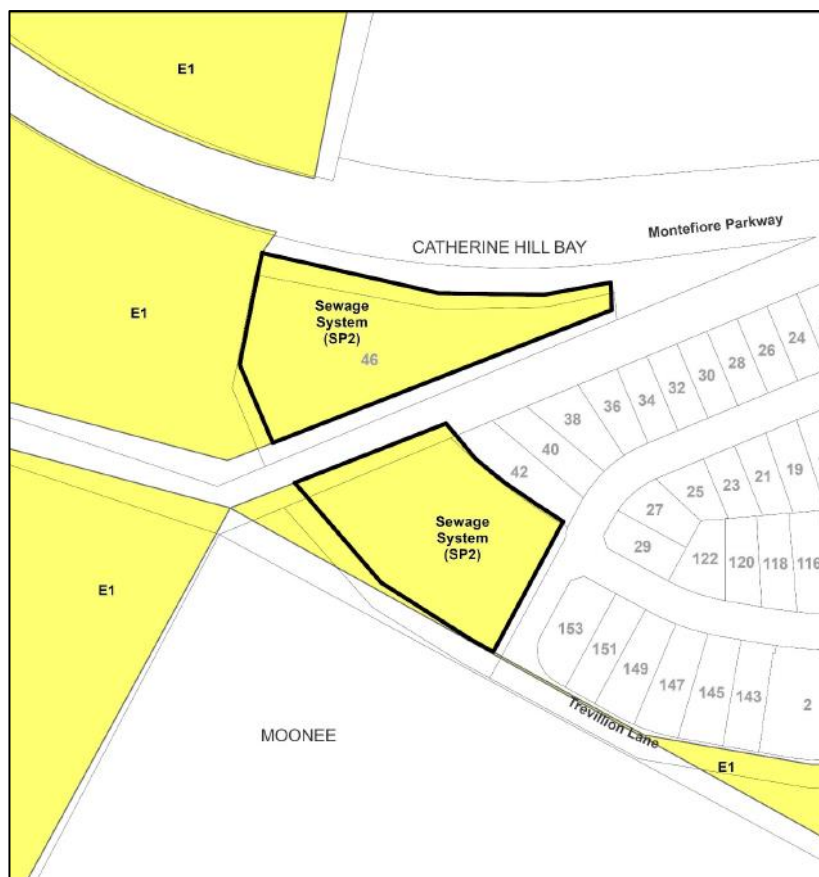 E1
Montefiore Parkway
CATHERINE HILL BAY
E1
Sewage
System
(SP2)
46
24
26
28
30
32
34
36
38
40
42
19
21
23
25
27
29
Sewage
System
(SP2)
122
120
118
116
E1
153
151
149
147
145
143
2
Trevillion Lane
MOONEE
E1